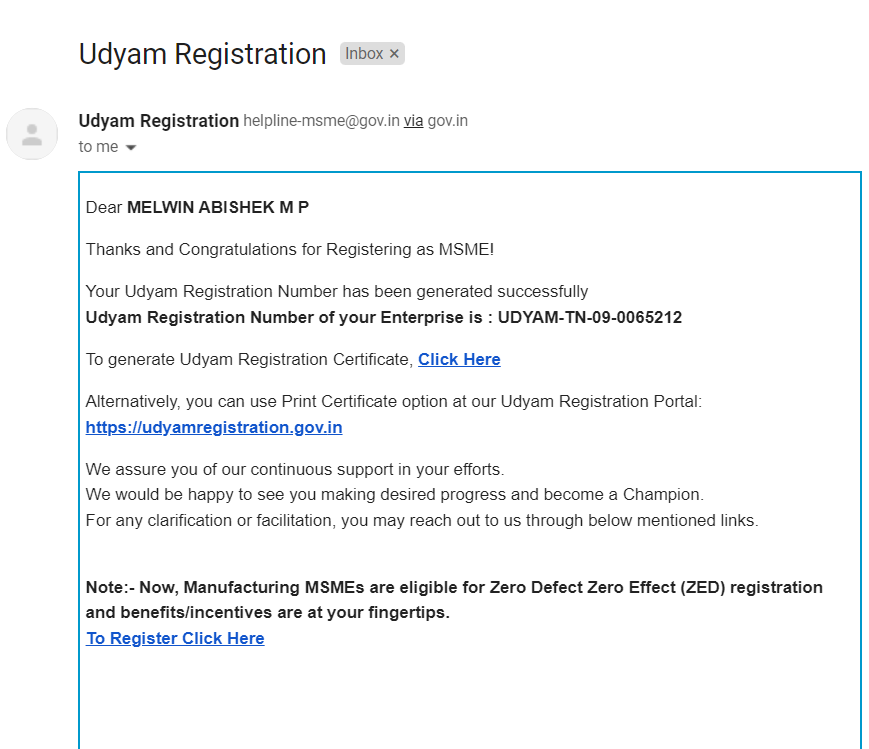 Udyam Registration Inbox ×
Udyam Registration helpline-msme@gov.in via gov.in
to me
Dear MELWIN ABISHEK M P
Thanks and Congratulations for Registering as MSME!
Your Udyam Registration Number has been generated successfully
Udyam Registration Number of your Enterprise is : UDYAM-TN-09-0065212
To generate Udyam Registration Certificate, Click Here
Alternatively, you can use Print Certificate option at our Udyam Registration Portal:
https://udyamregistration.gov.in
We assure you of our continuous support in your efforts.
We would be happy to see you making desired progress and become a Champion.
For any clarification or facilitation, you may reach out to us through below mentioned links.
Note:- Now, Manufacturing MSMEs are eligible for Zero Defect Zero Effect (ZED) registration
and benefits/incentives are at your fingertips.
To Register Click Here